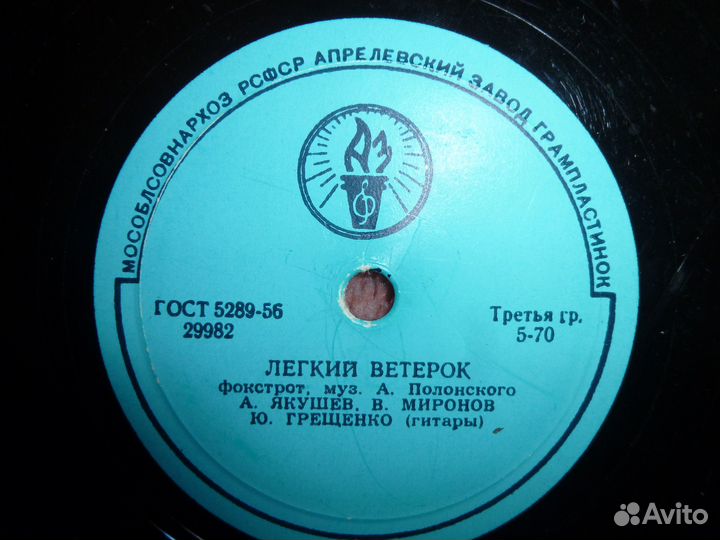 МОСОБЛСОВНАРХОЗ РСФСР АПРЕЛЕВСКИЙ ЗАВОД ГРАМПЛАСТИНОК
АЗ
ГОСТ 5289-56
29982
Третья гр.
5-70
ЛЕГКИЙ ВЕТЕРОК
фокстрот, муз. А. Полонского
А. ЯКУШЕВ, В. МИРОНОВ
Ю. ГРЕЩЕНКО (гитары)
Avito